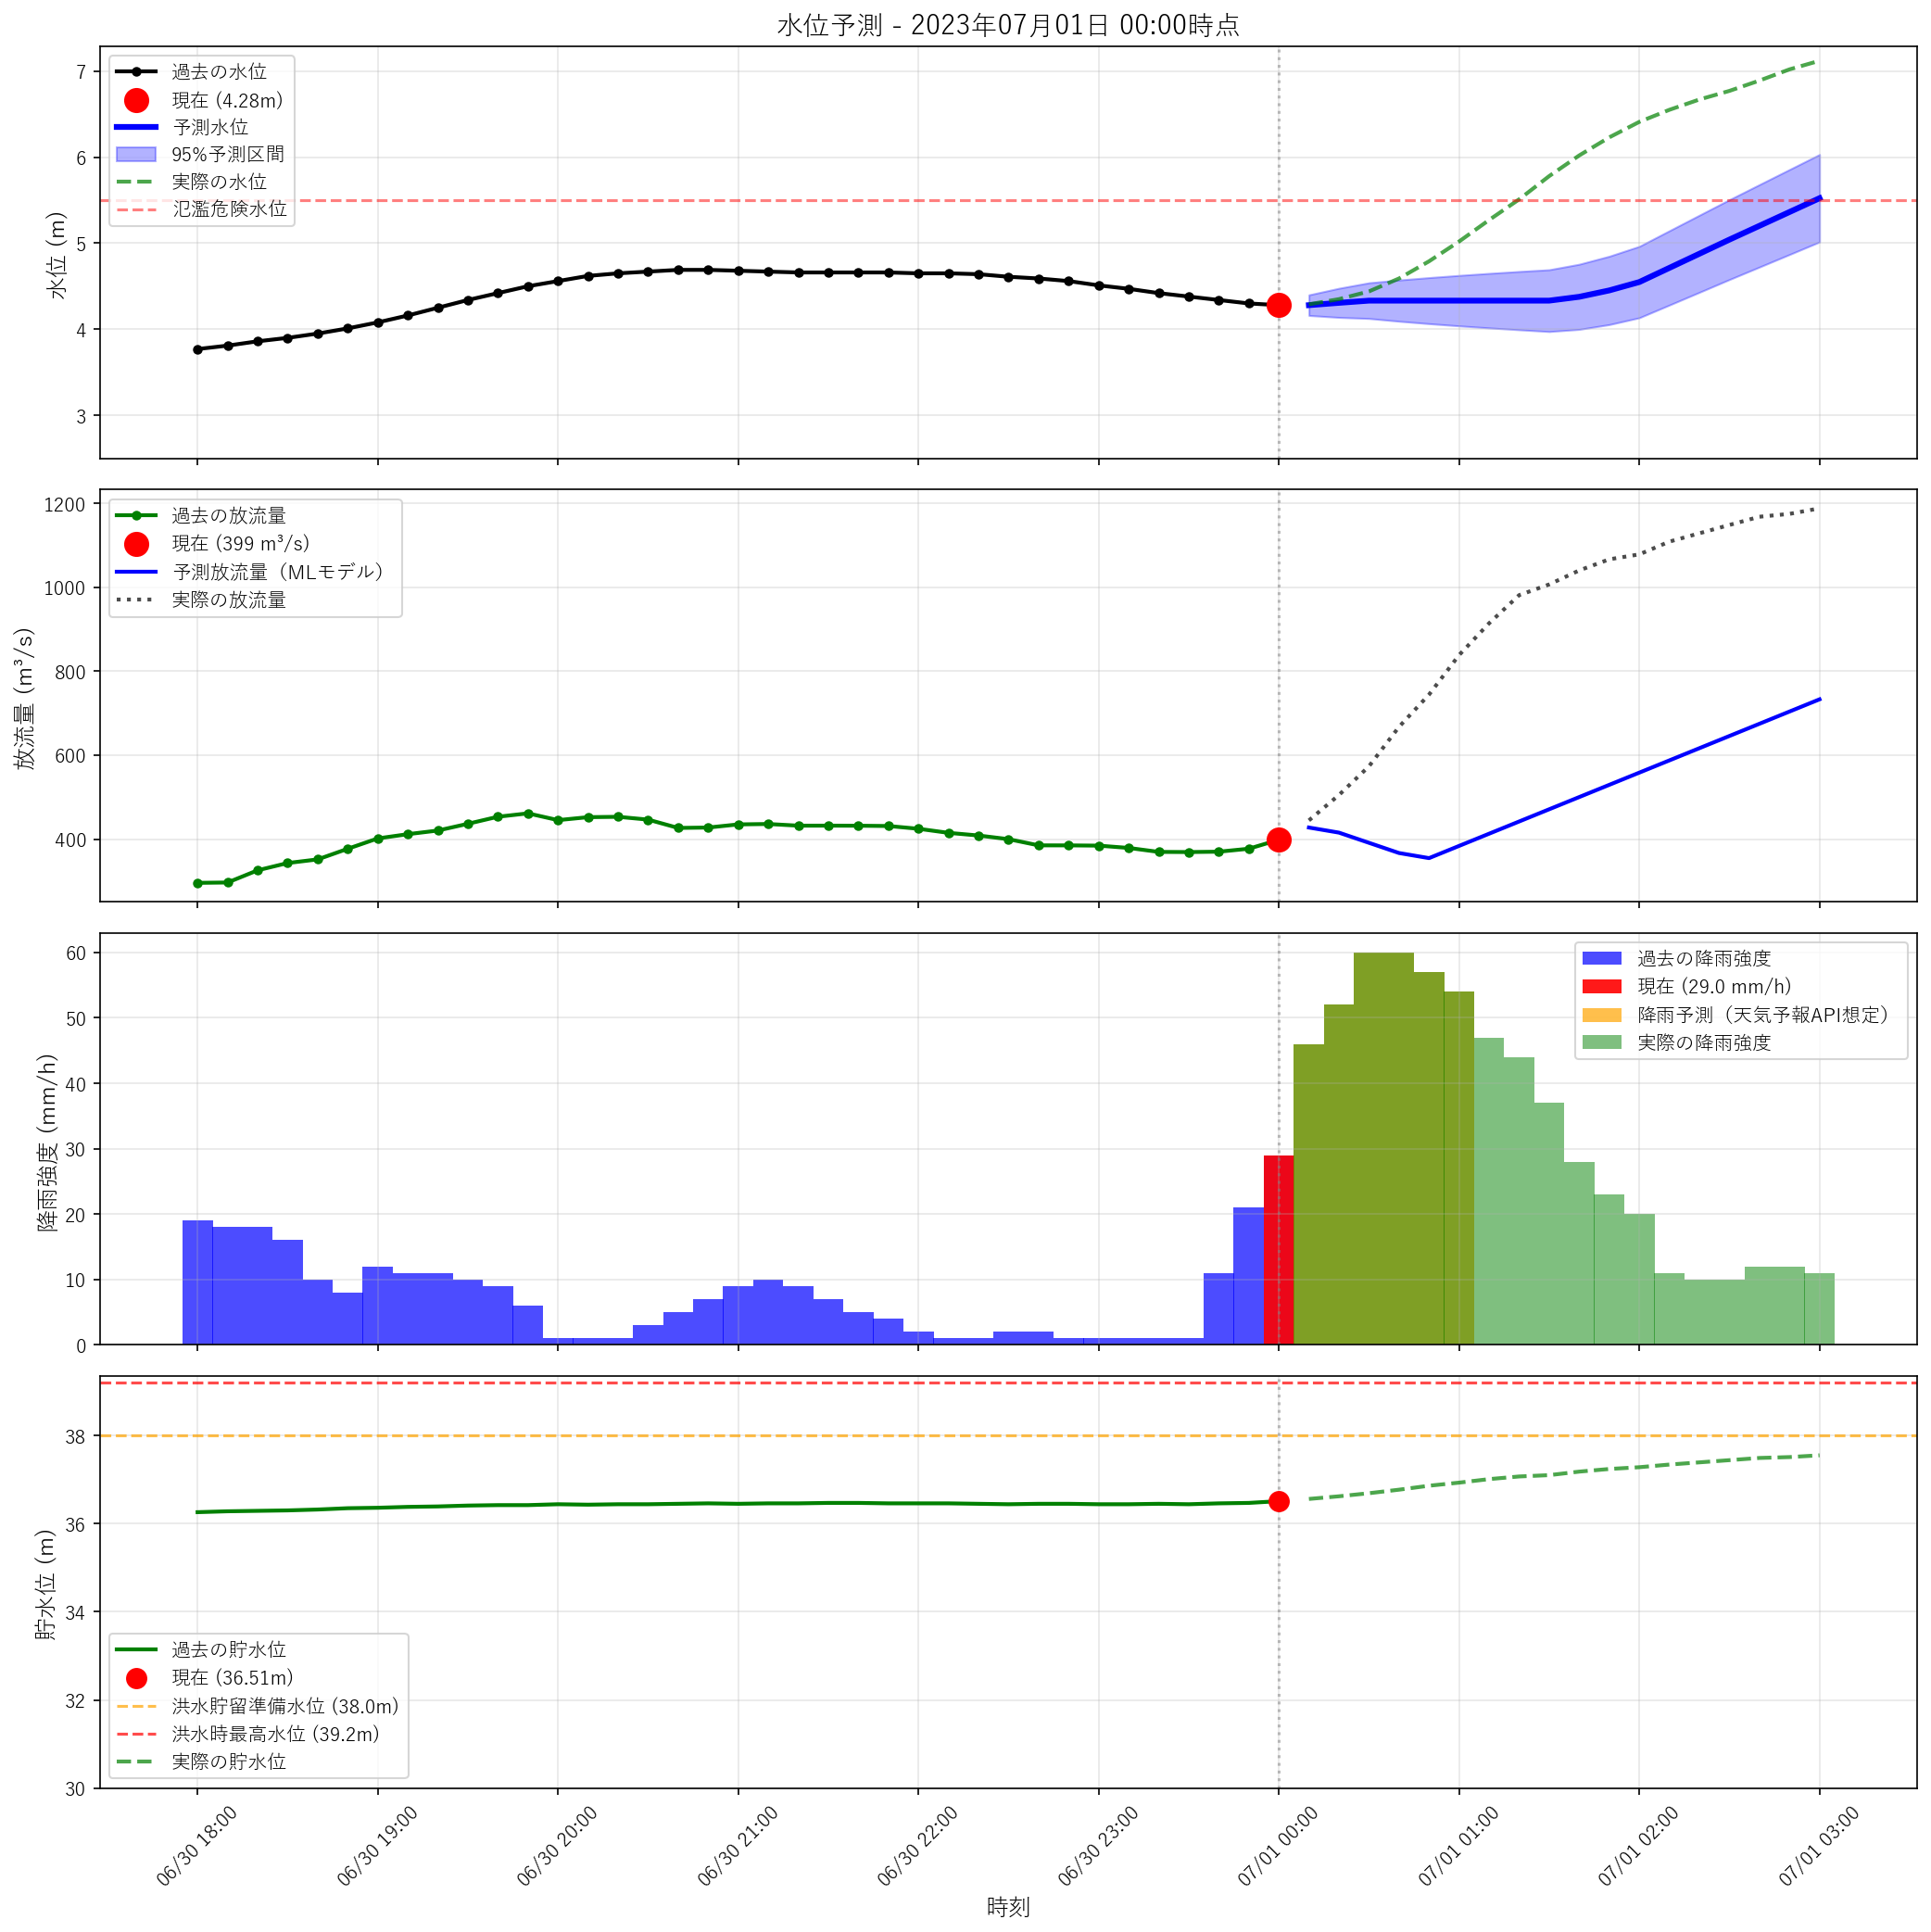 水位予測 - 2023年07月01日 00:00時点
過去の水位
現在 (4.28m)
予測水位
95%予測区間
実際の水位
氾濫危険水位
水位 (m)
7
6
5
4
3
過去の放流量
現在 (399 m³/s)
予測放流量（MLモデル）
実際の放流量
放流量 (m³/s)
1200
1000
800
600
400
過去の降雨強度
現在 (29.0 mm/h)
降雨予測（天気予報API想定）
実際の降雨強度
降雨強度 (mm/h)
60
50
40
30
20
10
0
貯水位 (m)
38
36
34
32
30
過去の貯水位
現在 (36.51m)
洪水貯留準備水位 (38.0m)
洪水時最高水位 (39.2m)
実際の貯水位
06/30 18:00
06/30 19:00
06/30 20:00
06/30 21:00
06/30 22:00
06/30 23:00
07/01 00:00
07/01 01:00
07/01 02:00
07/01 03:00
時刻